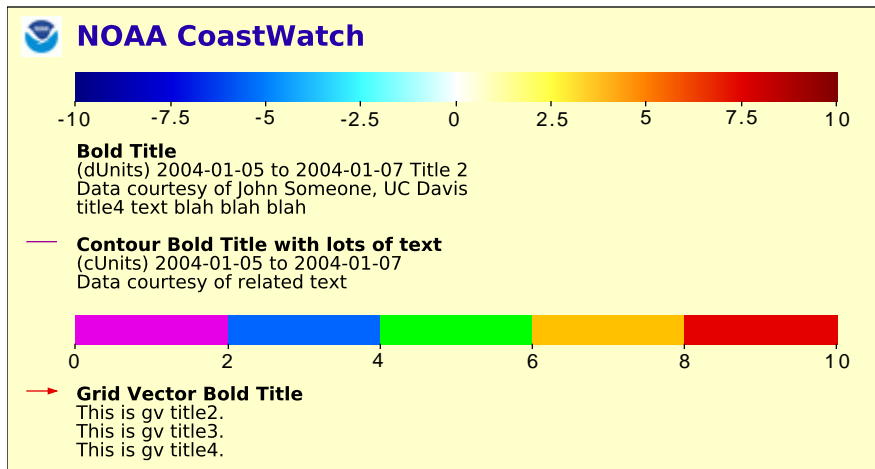 NOAA CoastWatch
-10 -7.5 -5 -2.5 0 2.5 5 7.5 10
Bold Title
(dUnits) 2004-01-05 to 2004-01-07 Title 2
Data courtesy of John Someone, UC Davis
title4 text blah blah blah
Contour Bold Title with lots of text
(cUnits) 2004-01-05 to 2004-01-07
Data courtesy of related text
0 2 4 6 8 10
Grid Vector Bold Title
This is gv title2.
This is gv title3.
This is gv title4.